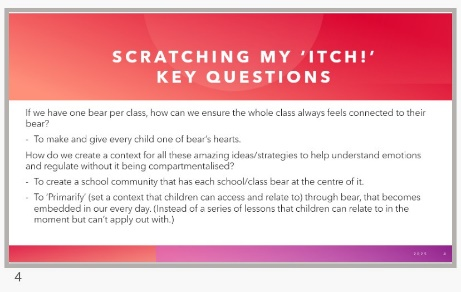 SCRATCHING MY ‘ITCH!’
KEY QUESTIONS
If we have one bear per class, how can we ensure the whole class always feels connected to their
bear?
- To make and give every child one of bear's hearts.
How do we create a context for all these amazing ideas/strategies to help understand emotions
and regulate without it being compartmentalised?
- To create a school community that has each school/class bear at the centre of it.
- To ‘Primarify’ (set a context that children can access and relate to) through bear, that becomes
embedded in our every day. (Instead of a series of lessons that children can relate to in the
moment but can't apply out with.)
4